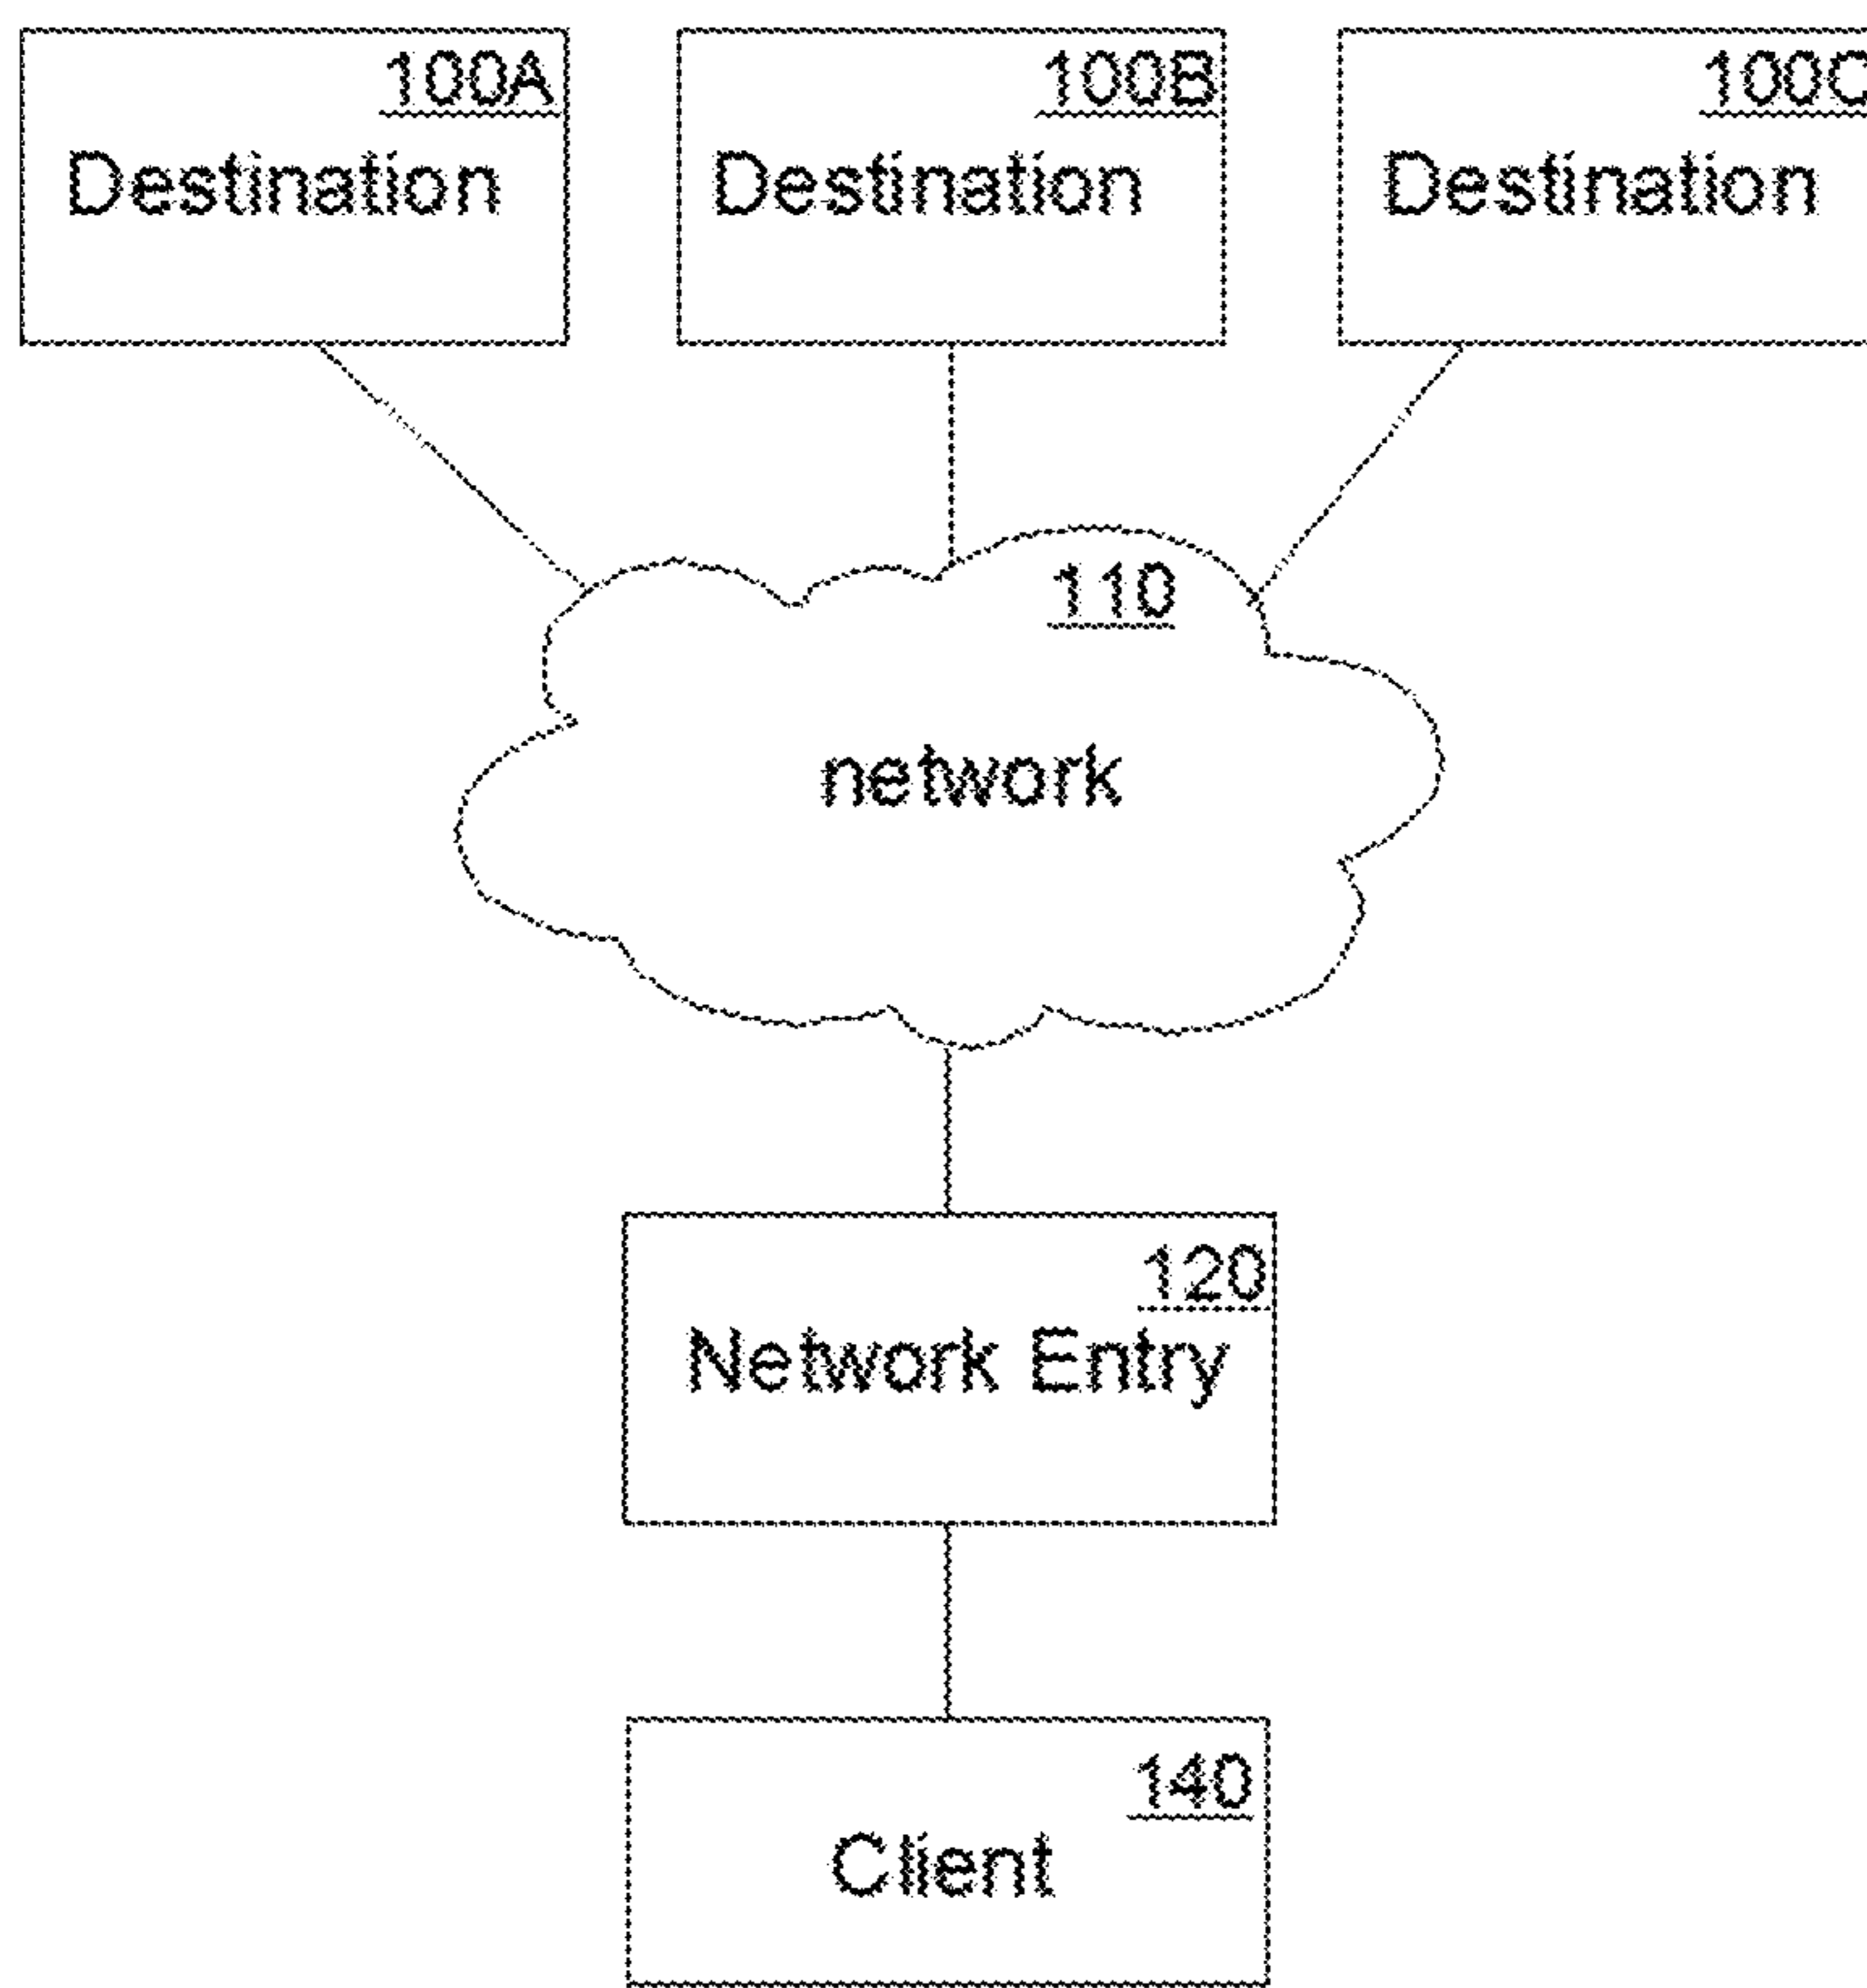 100A
Destination
100B
Destination
100C
Destination
110
network
120
Network Entry
140
Client